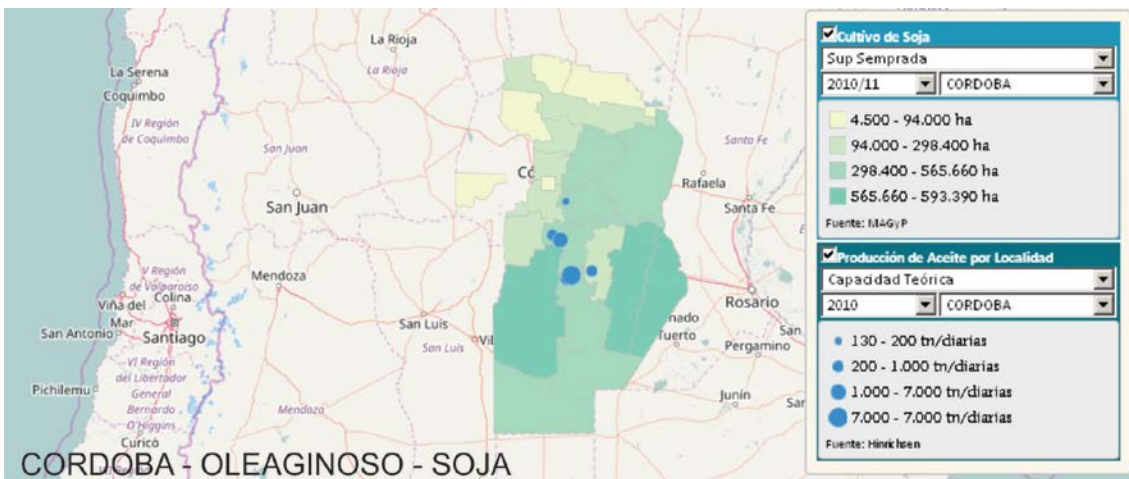 La Rioja
La Rioja
La Serena
Coquimbo
IV Región
de Coquimbo
San Juan
San Juan
Có
Santa Fe
Rafaela
Santa Fe
Mendoza
V Región
de Valparaíso
Viña del
Mar
Colina
San Antonio
Santiago
San Luis
San Luis
Vil
Rosario
nado
Tuerto
San
Pergamino
VI Región
del Libertador
General
Bernardo
O'Higgins
Pichilemu
Mendoza
Junín
Sar
Curicó
CORDOBA - OLEAGINOSO - SOJA
Cultivo de Soja
Sup Semprada
2010/11 CORDOBA
4.500 - 94.000 ha
94.000 - 298.400 ha
298.400 - 565.660 ha
565.660 - 593.390 ha
Fuente: MAGyP
Producción de Aceite por Localidad
Capacidad Teórica
2010 CORDOBA
130 - 200 tn/diarias
200 - 1.000 tn/diarias
1.000 - 7.000 tn/diarias
7.000 - 7.000 tn/diarias
Fuente: Hinrichsen